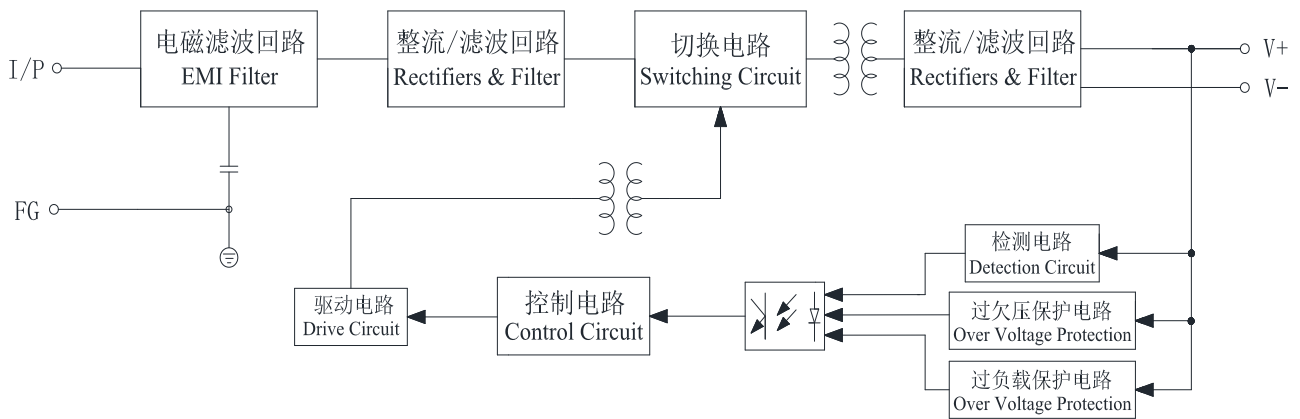 I/P
电磁滤波回路
EMI Filter
整流/滤波回路
Rectifiers & Filter
切换电路
Switching Circuit
整流/滤波回路
Rectifiers & Filter
V+
V-
FG
检测电路
Detection Circuit
驱动电路
Drive Circuit
控制电路
Control Circuit
过欠压保护电路
Over Voltage Protection
过负载保护电路
Over Voltage Protection